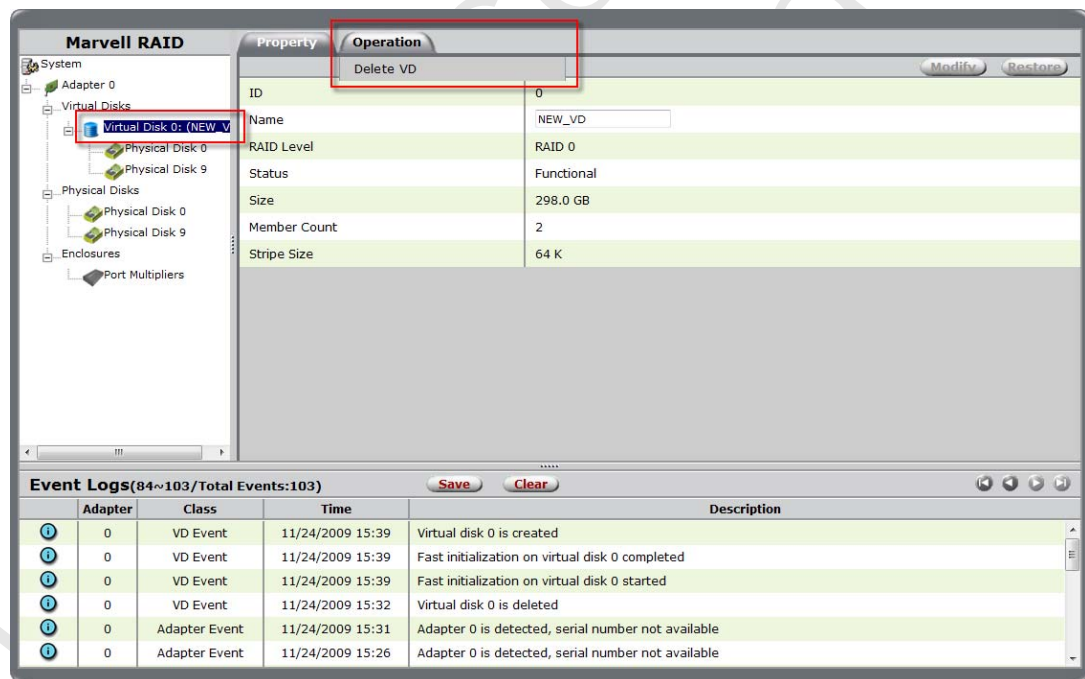 Marvell RAID
Property
Operation
Delete VD
Modify
Restore
System
Adapter 0
Virtual Disks
Virtual Disk 0: (NEW_V
Physical Disk 0
Physical Disk 9
Physical Disks
Physical Disk 0
Physical Disk 9
Enclosures
Port Multipliers
ID 0
Name NEW_VD
RAID Level RAID 0
Status Functional
Size 298.0 GB
Member Count 2
Stripe Size 64 K
Event Logs(84~103/Total Events:103) Save Clear
Adapter Class Time Description
0 VD Event 11/24/2009 15:39 Virtual disk 0 is created
0 VD Event 11/24/2009 15:39 Fast initialization on virtual disk 0 completed
0 VD Event 11/24/2009 15:39 Fast initialization on virtual disk 0 started
0 VD Event 11/24/2009 15:32 Virtual disk 0 is deleted
0 Adapter Event 11/24/2009 15:31 Adapter 0 is detected, serial number not available
0 Adapter Event 11/24/2009 15:26 Adapter 0 is detected, serial number not available